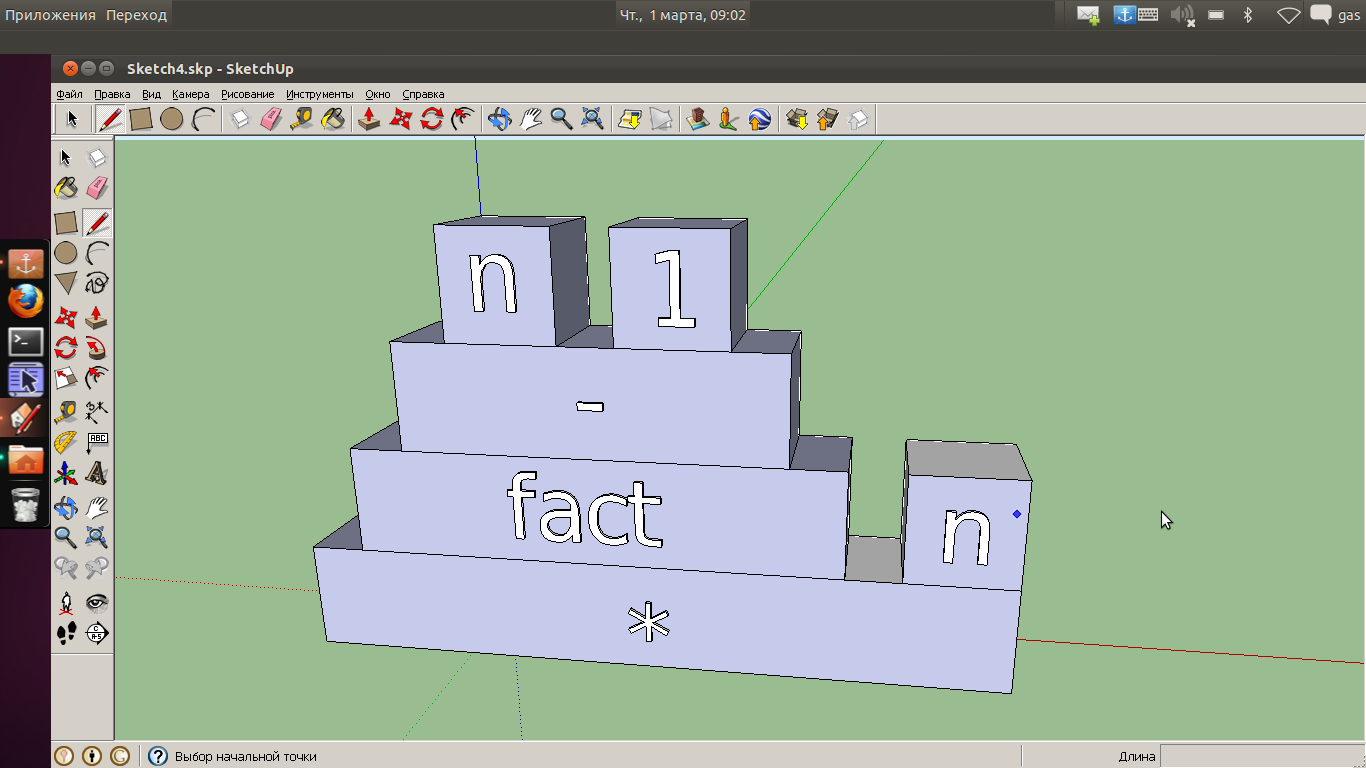 Приложения Переход
Чт., 1 марта, 09:02
gas
Sketch4.skp - SketchUp
Файл Правка Вид Камера Рисование Инструменты Окно Справка
n 1
-
fact n
*
ABC
Выбор начальной точки
Длина